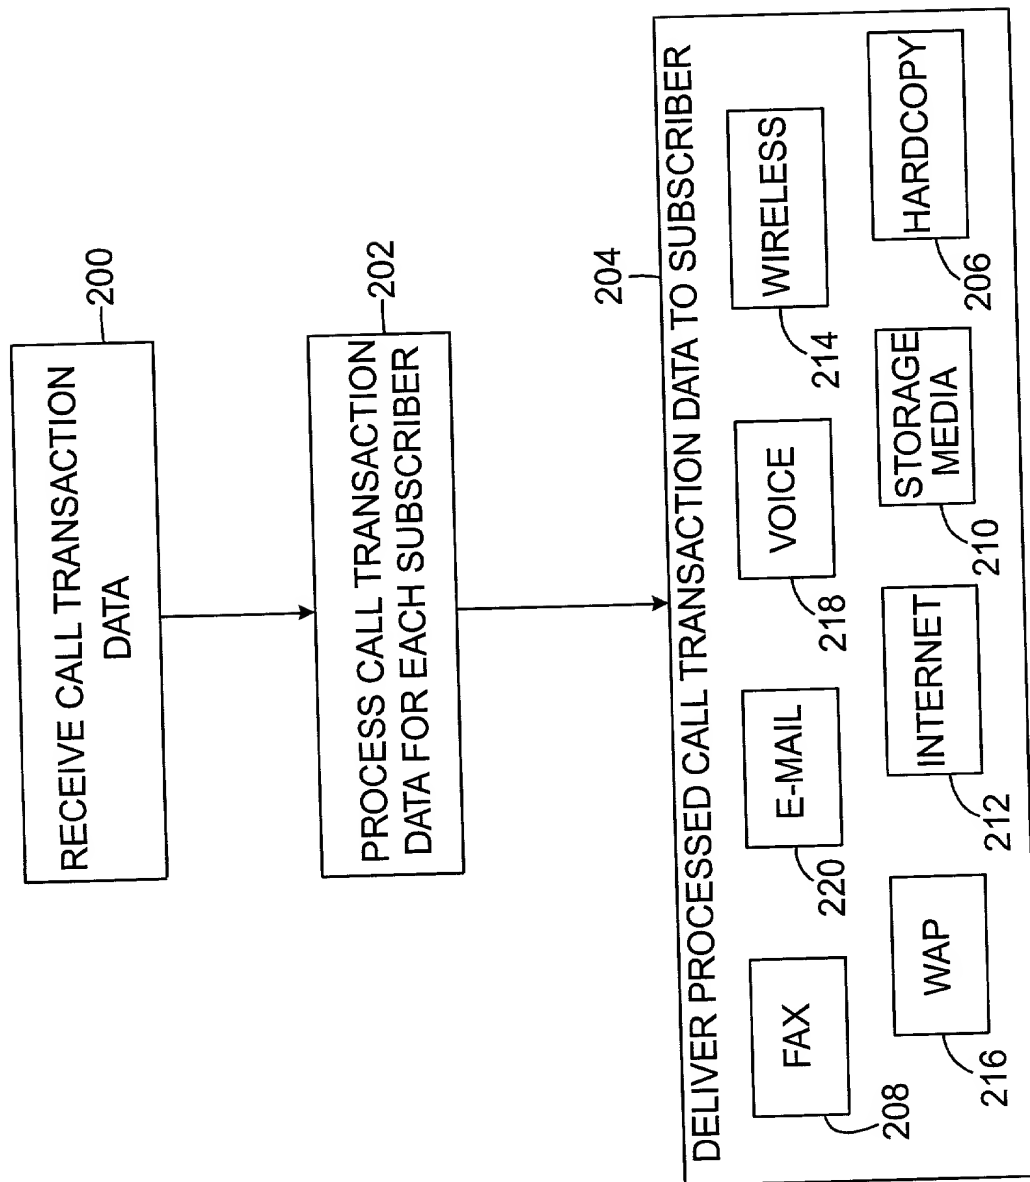 RECEIVE CALL TRANSACTION
DATA
200
PROCESS CALL TRANSACTION
DATA FOR EACH SUBSCRIBER
202
204
DELIVER PROCESSED CALL TRANSACTION DATA TO SUBSCRIBER
FAX
208
E-MAIL
220
VOICE
218
WIRELESS
214
WAP
216
INTERNET
212
STORAGE
MEDIA
210
HARDCOPY
206